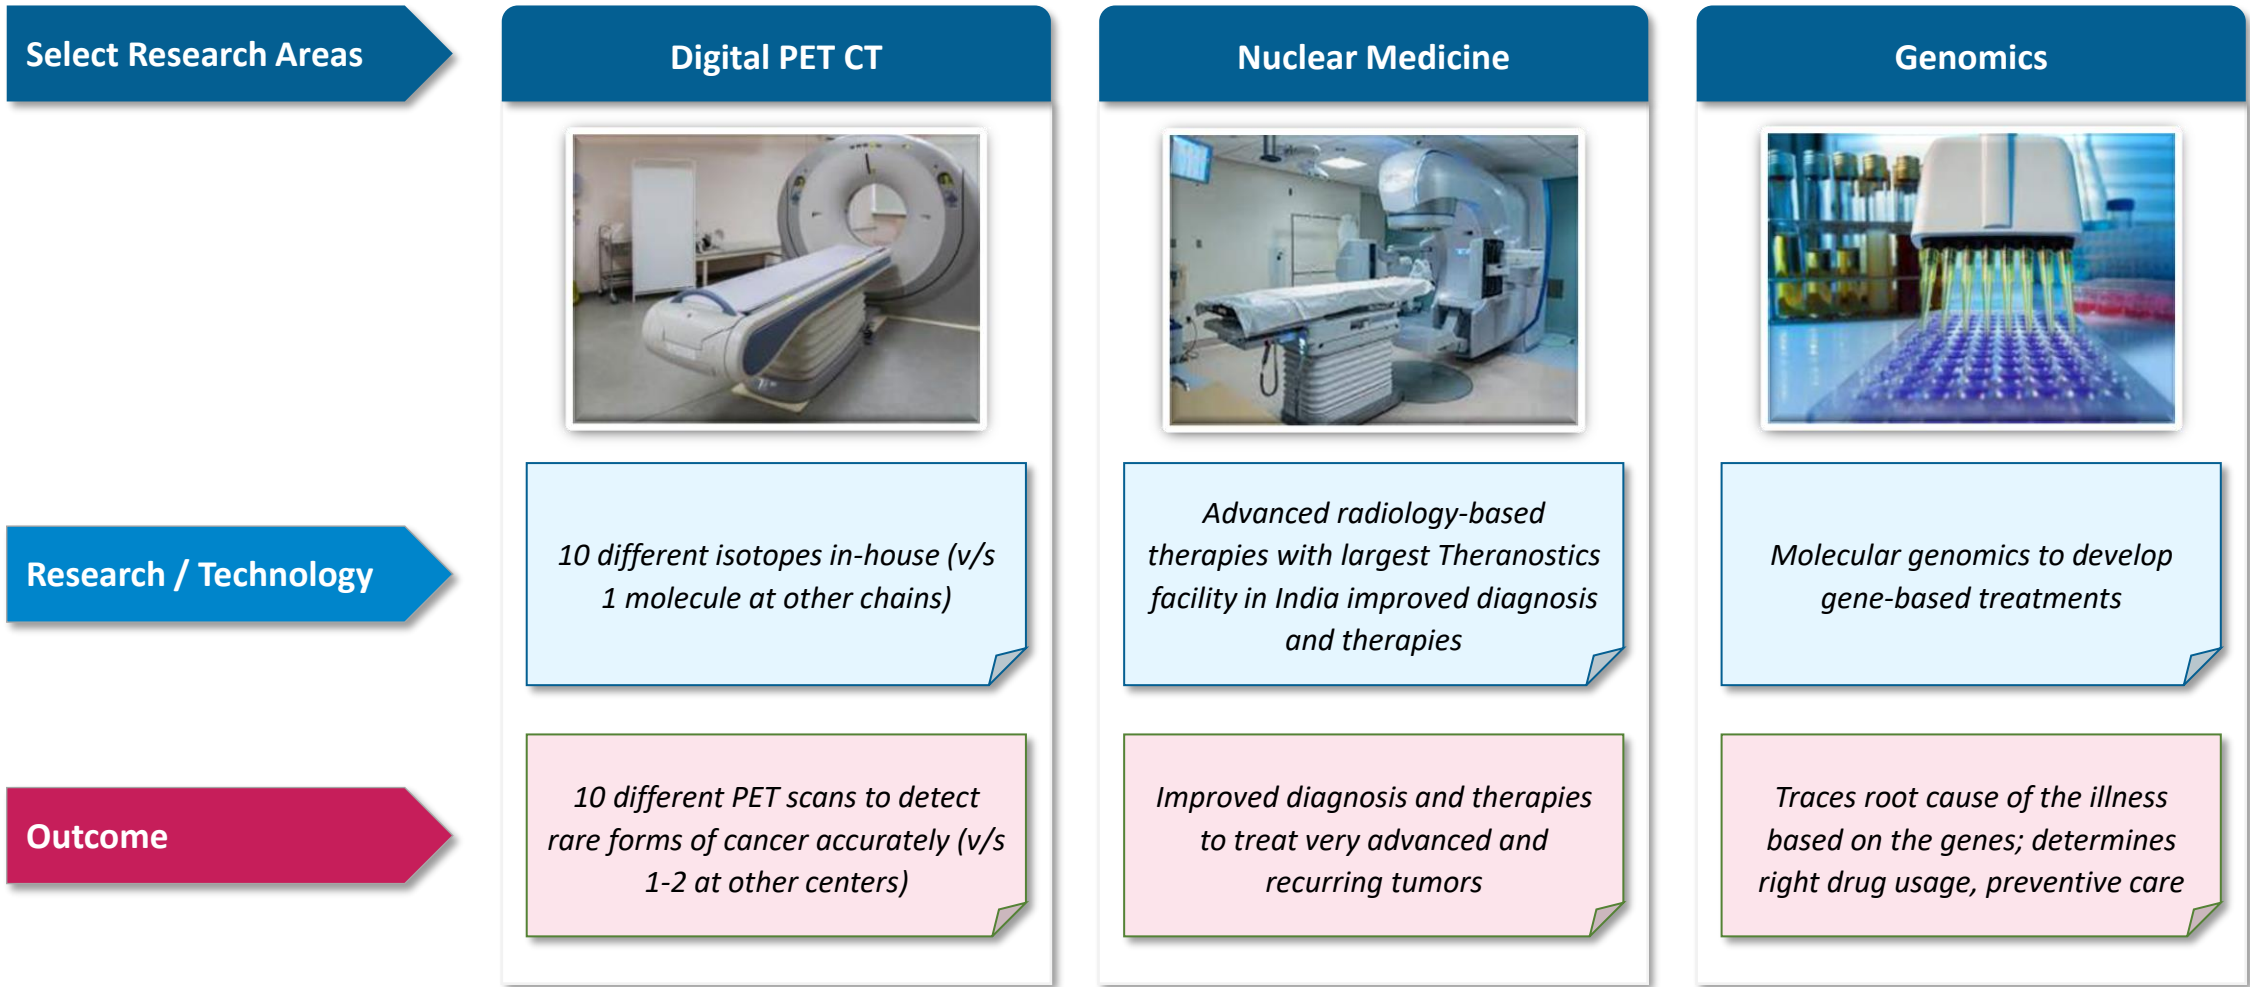 Select Research Areas
Digital PET CT
Nuclear Medicine
Genomics
Research / Technology
10 different isotopes in-house (v/s
1 molecule at other chains)
Advanced radiology-based
therapies with largest Theranostics
facility in India improved diagnosis
and therapies
Molecular genomics to develop
gene-based treatments
Outcome
10 different PET scans to detect
rare forms of cancer accurately (v/s
1-2 at other centers)
Improved diagnosis and therapies
to treat very advanced and
recurring tumors
Traces root cause of the illness
based on the genes; determines
right drug usage, preventive care